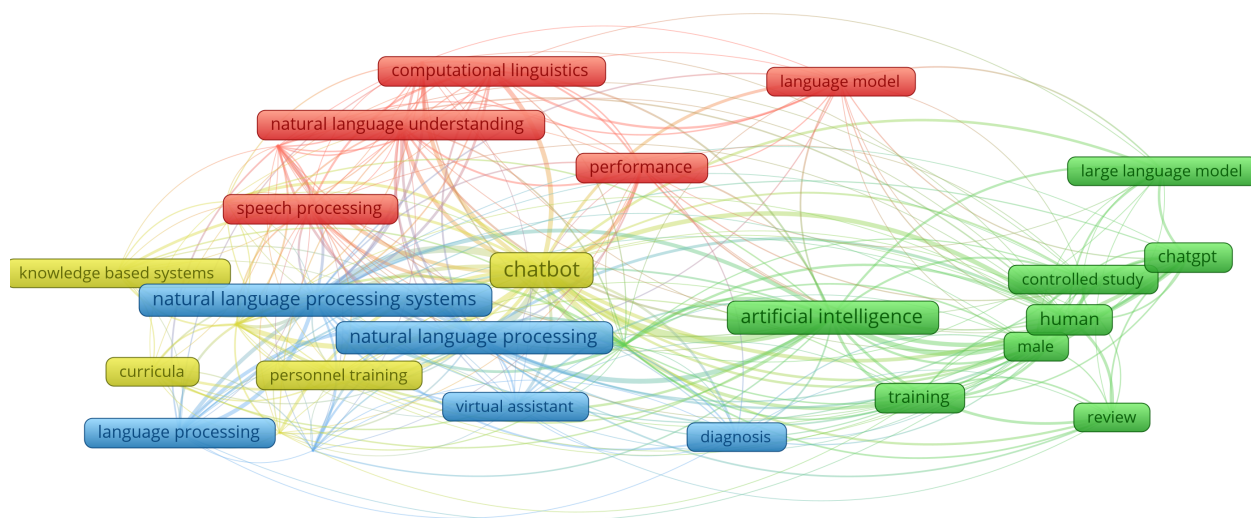 computational linguistics
language model
natural language understanding
performance
large language model
speech processing
chatgpt
knowledge based systems
chatbot
controlled study
natural language processing systems
artificial intelligence
human
natural language processing
male
curricula
personnel training
training
virtual assistant
review
language processing
diagnosis